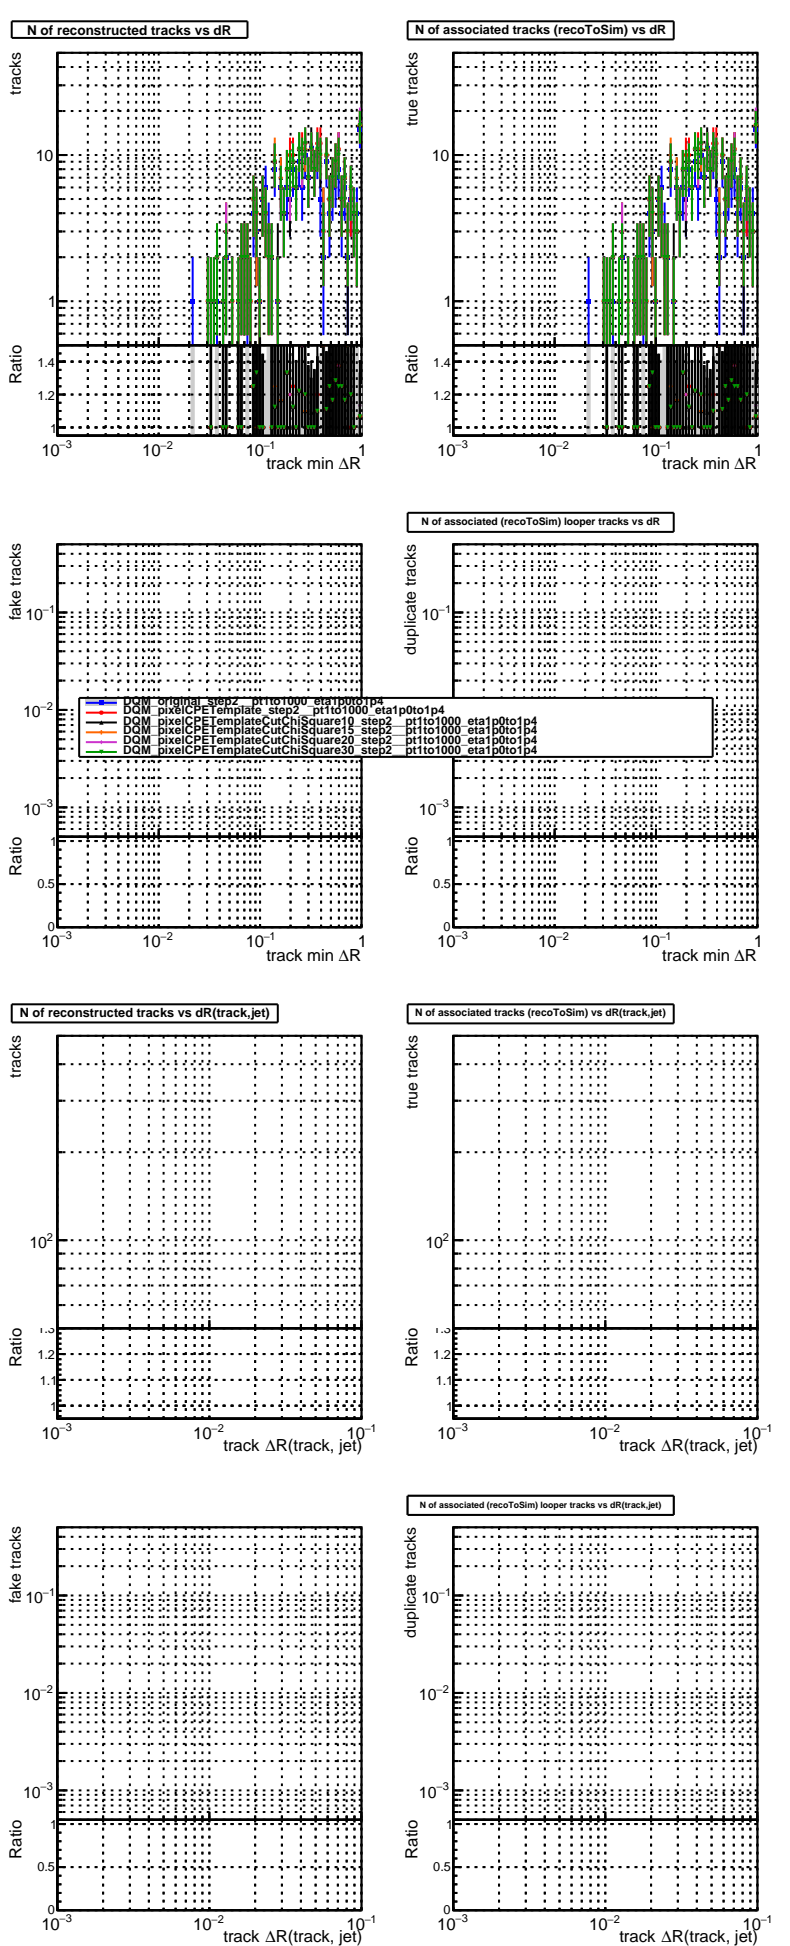 N of reconstructed tracks vs dR
tracks
10
1
Ratio
1.4
1.2
1
10⁻³ 10⁻² 10⁻¹ 1
track min ΔR
N of associated tracks (recoToSim) vs dR
true tracks
10
1
Ratio
1.4
1.2
1
10⁻³ 10⁻² 10⁻¹ 1
track min ΔR
fake tracks
10⁻¹
10⁻²
10⁻³
Ratio
1
0.5
0
10⁻³ 10⁻² 10⁻¹ 1
track min ΔR
N of associated (recoToSim) looper tracks vs dR
duplicate tracks
10⁻¹
10⁻³
Ratio
1
0.5
0
10⁻³ 10⁻² 10⁻¹ 1
track min ΔR
DQM_original_step2__pt1to1000_eta1p0to1p4
DQM_pixelCPETemplate_step2__pt1to1000_eta1p0to1p4
DQM_pixelCPETemplateCutChiSquare10_step2__pt1to1000_eta1p0to1p4
DQM_pixelCPETemplateCutChiSquare15_step2__pt1to1000_eta1p0to1p4
DQM_pixelCPETemplateCutChiSquare20_step2__pt1to1000_eta1p0to1p4
DQM_pixelCPETemplateCutChiSquare30_step2__pt1to1000_eta1p0to1p4
N of reconstructed tracks vs dR(track,jet)
tracks
10²
Ratio
1.3
1.2
1.1
1
10⁻³ 10⁻² 10⁻¹
track ΔR(track, jet)
N of associated tracks (recoToSim) vs dR(track,jet)
true tracks
10²
Ratio
1.3
1.2
1.1
1
10⁻³ 10⁻² 10⁻¹
track ΔR(track, jet)
fake tracks
10⁻¹
10⁻²
10⁻³
Ratio
1
0.5
0
10⁻³ 10⁻² 10⁻¹
track ΔR(track, jet)
N of associated (recoToSim) looper tracks vs dR(track,jet)
duplicate tracks
10⁻¹
10⁻²
10⁻³
Ratio
1
0.5
0
10⁻³ 10⁻² 10⁻¹
track ΔR(track, jet)